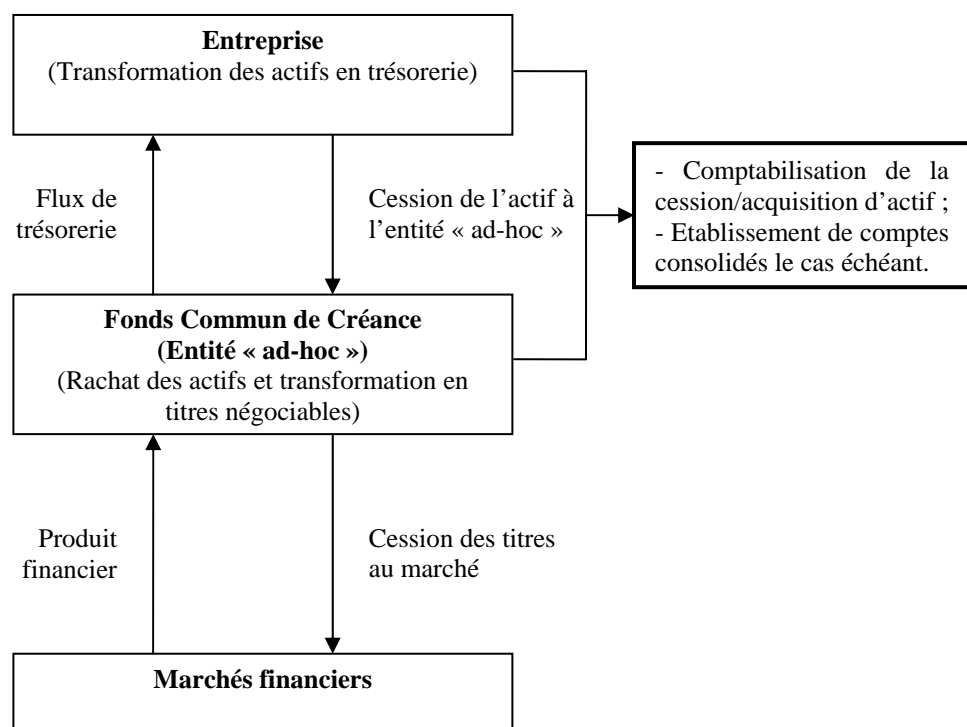 Entreprise
(Transformation des actifs en trésorerie)
Flux de
trésorerie
Cession de l’actif à
l’entité « ad-hoc »
- Comptabilisation de la
cession/acquisition d’actif ;
- Etablissement de comptes
consolidés le cas échéant.
Fonds Commun de Créance
(Entité « ad-hoc »)
(Rachat des actifs et transformation en
titres négociables)
Produit
financier
Cession des titres
au marché
Marchés financiers